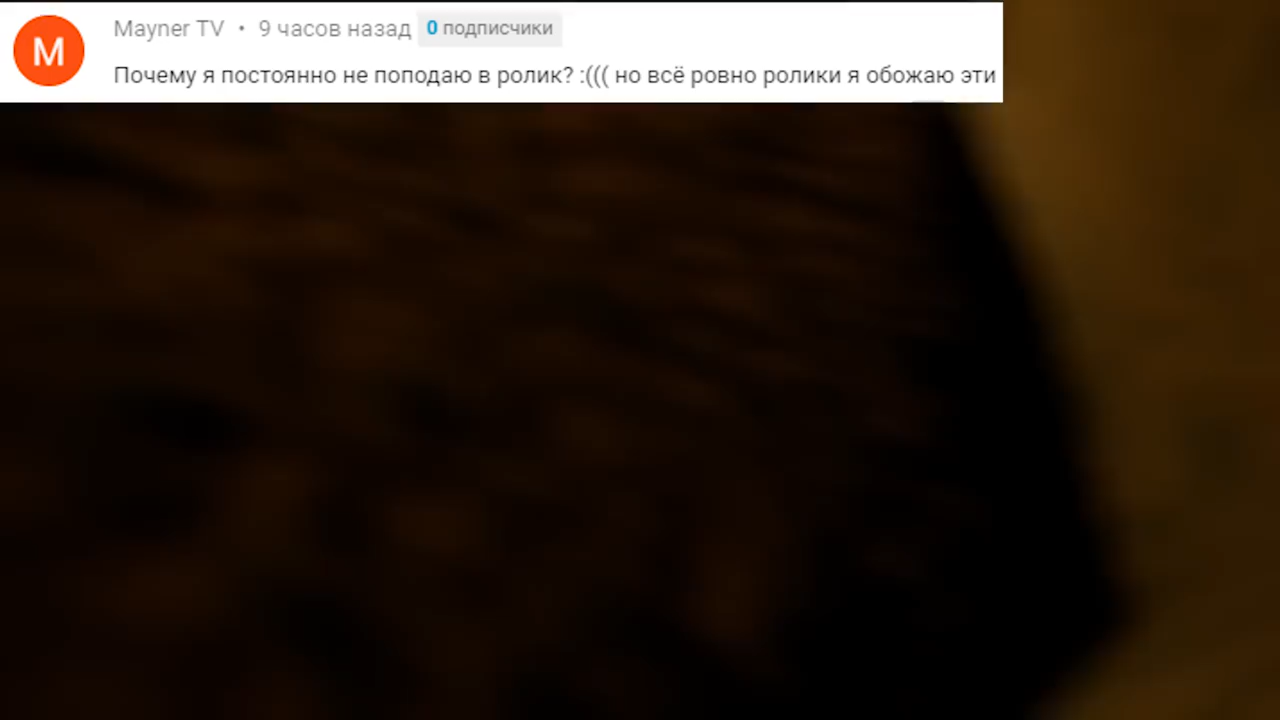 М
Mayner TV • 9 часов назад 0 подписчики
Почему я постоянно не поподаю в ролик? :((( но всё ровно ролики я обожаю эти